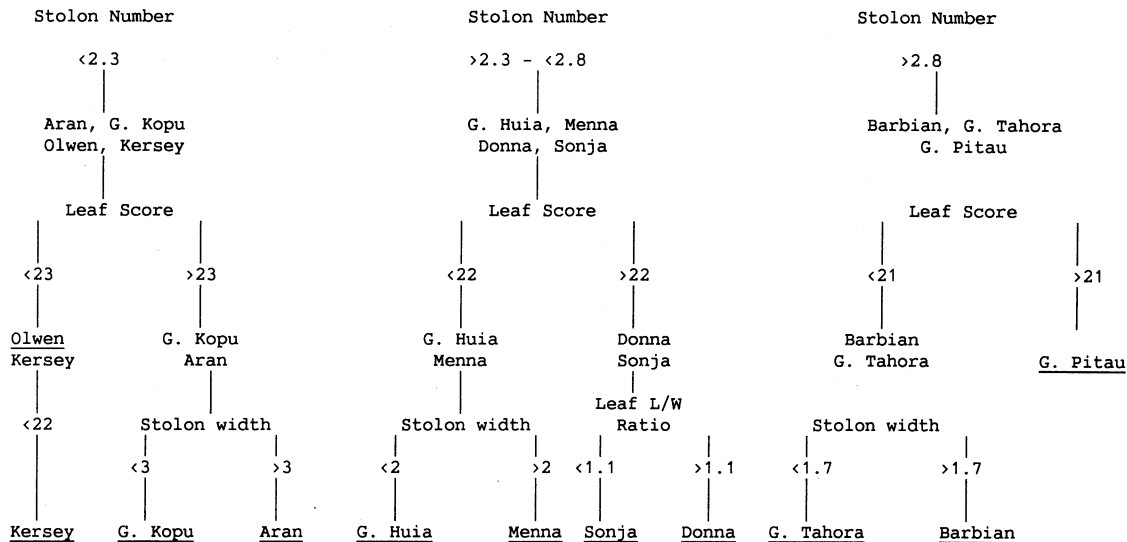 Stolon Number Stolon Number Stolon Number
<2.3 >2.3 - <2.8 >2.8
Aran, G. Kopu G. Huia, Menna Barbian, G. Tahora
Olwen, Kersey Donna, Sonja G. Pitau
Leaf Score Leaf Score Leaf Score
<23 >23 <22 >22 <21 >21
Olwen G. Kopu G. Huia Donna Barbian
Kersey Aran Menna Sonja G. Tahora G. Pitau
Leaf L/W
<22 Stolon width Stolon width Ratio Stolon width
<3 >3 <2 >2 <1.1 >1.1 <1.7 >1.7
Kersey G. Kopu Aran G. Huia Menna Sonja Donna G. Tahora Barbian